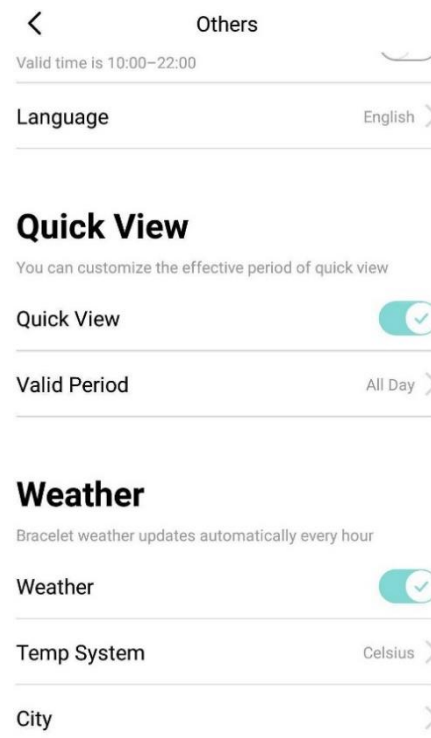 Others
Valid time is 10:00–22:00
Language English
Quick View
You can customize the effective period of quick view
Quick View
Valid Period All Day
Weather
Bracelet weather updates automatically every hour
Weather
Temp System Celsius
City